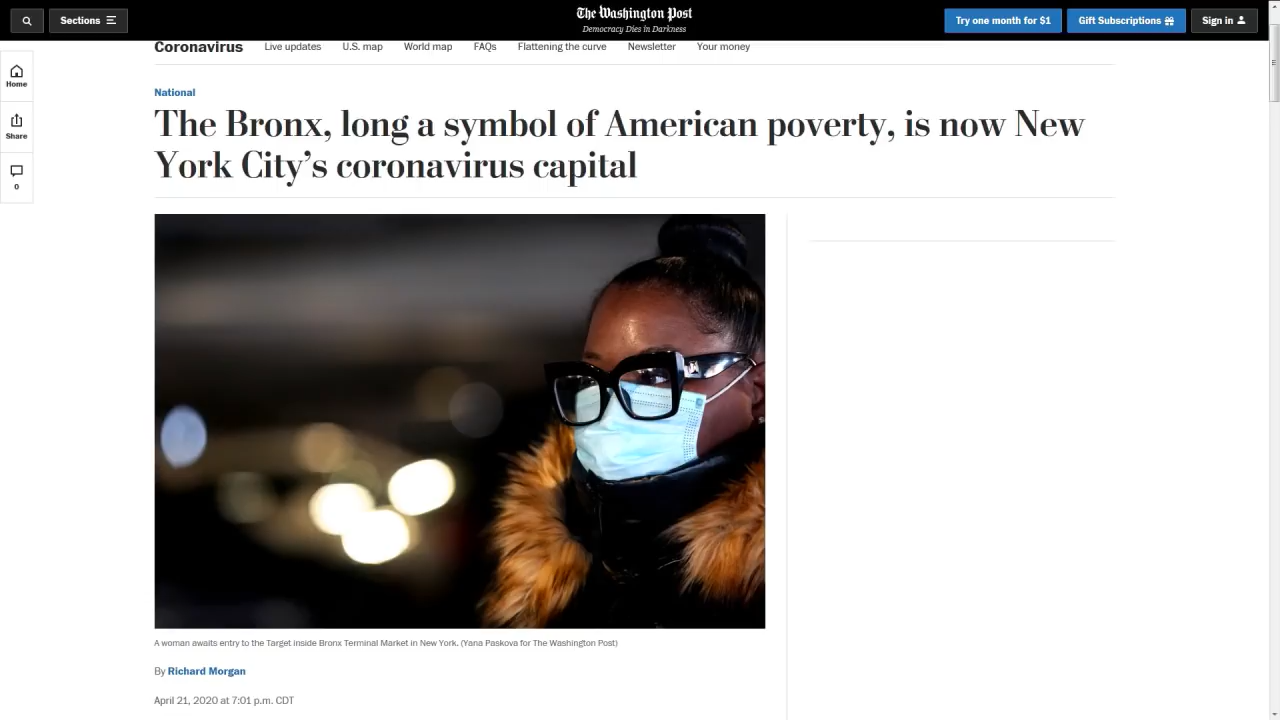 Sections
The Washington Post
Democracy Dies in Darkness
Try one month for $1
Gift Subscriptions
Sign in
Coronavirus Live updates U.S. map World map FAQs Flattening the curve Newsletter Your money
Home
Share
0
National
The Bronx, long a symbol of American poverty, is now New
York City’s coronavirus capital
A woman awaits entry to the Target inside Bronx Terminal Market in New York. (Yana Paskova for The Washington Post)
By Richard Morgan
April 21, 2020 at 7:01 p.m. CDT